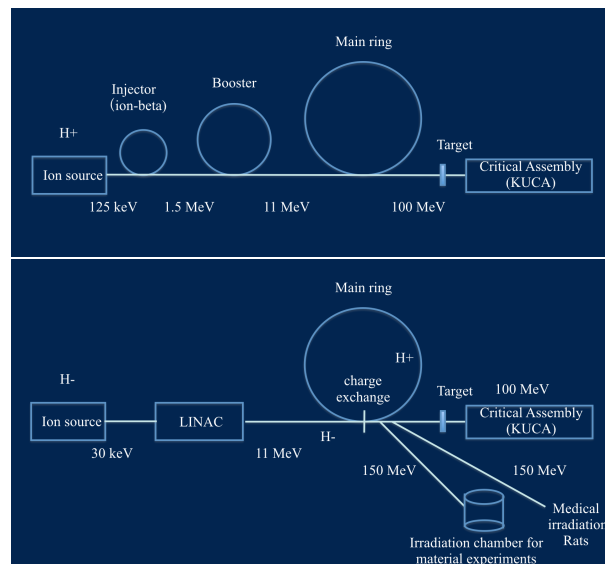 Main ring
Booster
Injector
(ion-beta)
H+
Target
Ion source
Critical Assembly
(KUCA)
125 keV
1.5 MeV
11 MeV
100 MeV
Main ring
H+
H-
charge
exchange
Target
100 MeV
Ion source
LINAC
Critical Assembly
(KUCA)
H-
30 keV
11 MeV
150 MeV
150 MeV
Medical
irradiation
Rats
Irradiation chamber for
material experiments